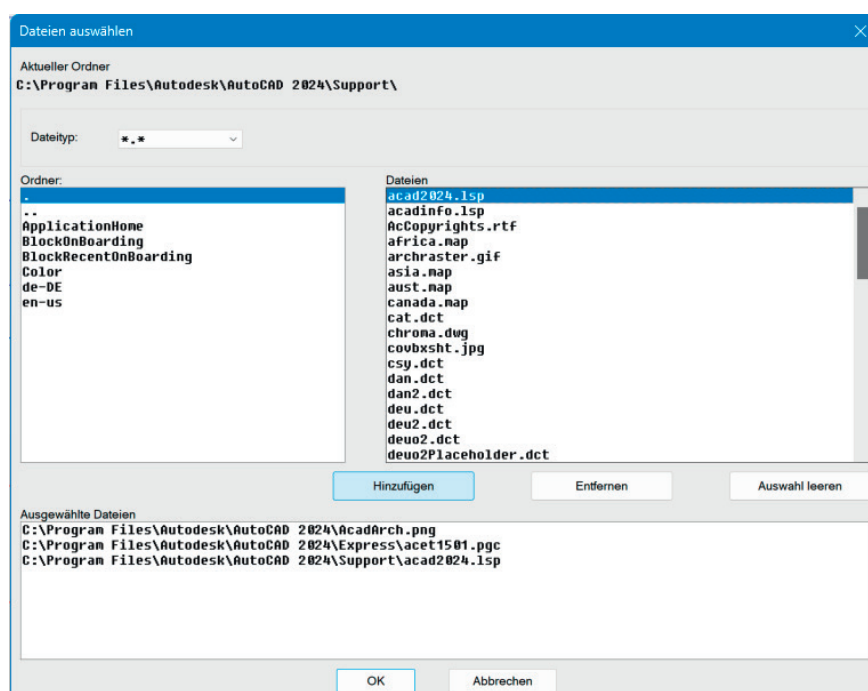 Dateien auswählen
Aktueller Ordner
C:\Program Files\Autodesk\AutoCAD 2024\Support\
Dateityp: *.*
Ordner:
.
..
ApplicationHome
BlockOnBoarding
BlockRecentOnBoarding
Color
de-DE
en-us
Dateien
acad2024.lsp
acadinfo.lsp
AcCopyrights.rtf
africa.map
archraster.gif
asia.map
aust.map
canada.map
cat.dct
chroma.dwg
covbxsht.jpg
csy.dct
dan.dct
dan2.dct
deu.dct
deu2.dct
deuo2.dct
deuo2Placeholder.dct
Hinzufügen Entfernen Auswahl leeren
Ausgewählte Dateien
C:\Program Files\Autodesk\AutoCAD 2024\AcadArch.png
C:\Program Files\Autodesk\AutoCAD 2024\Express\acet1501.pgc
C:\Program Files\Autodesk\AutoCAD 2024\Support\acad2024.lsp
OK Abbrechen